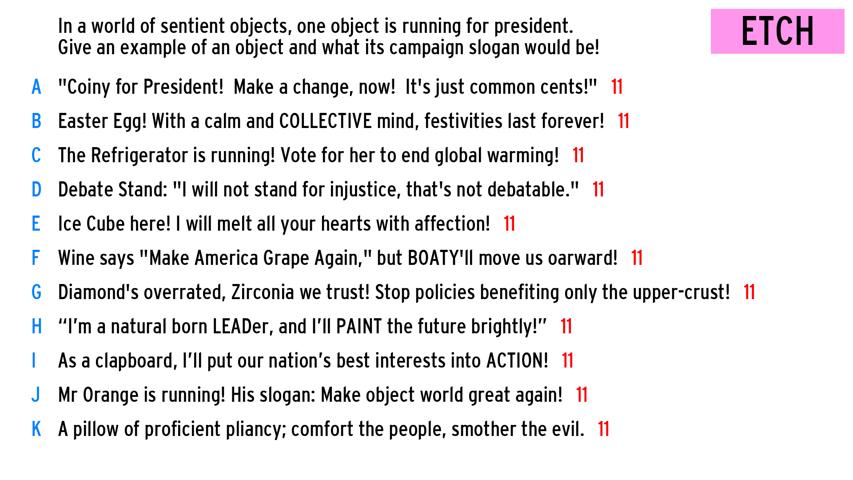 In a world of sentient objects, one object is running for president.
Give an example of an object and what its campaign slogan would be!
ETCH
A "Coiny for President! Make a change, now! It's just common cents!" 11
B Easter Egg! With a calm and COLLECTIVE mind, festivities last forever! 11
C The Refrigerator is running! Vote for her to end global warming! 11
D Debate Stand: "I will not stand for injustice, that's not debatable." 11
E Ice Cube here! I will melt all your hearts with affection! 11
F Wine says "Make America Grape Again," but BOATY'll move us oarward! 11
G Diamond's overrated, Zirconia we trust! Stop policies benefiting only the upper-crust! 11
H “I’m a natural born LEADer, and I’ll PAINT the future brightly!” 11
I As a clapboard, I’ll put our nation’s best interests into ACTION! 11
J Mr Orange is running! His slogan: Make object world great again! 11
K A pillow of proficient pliancy; comfort the people, smother the evil. 11